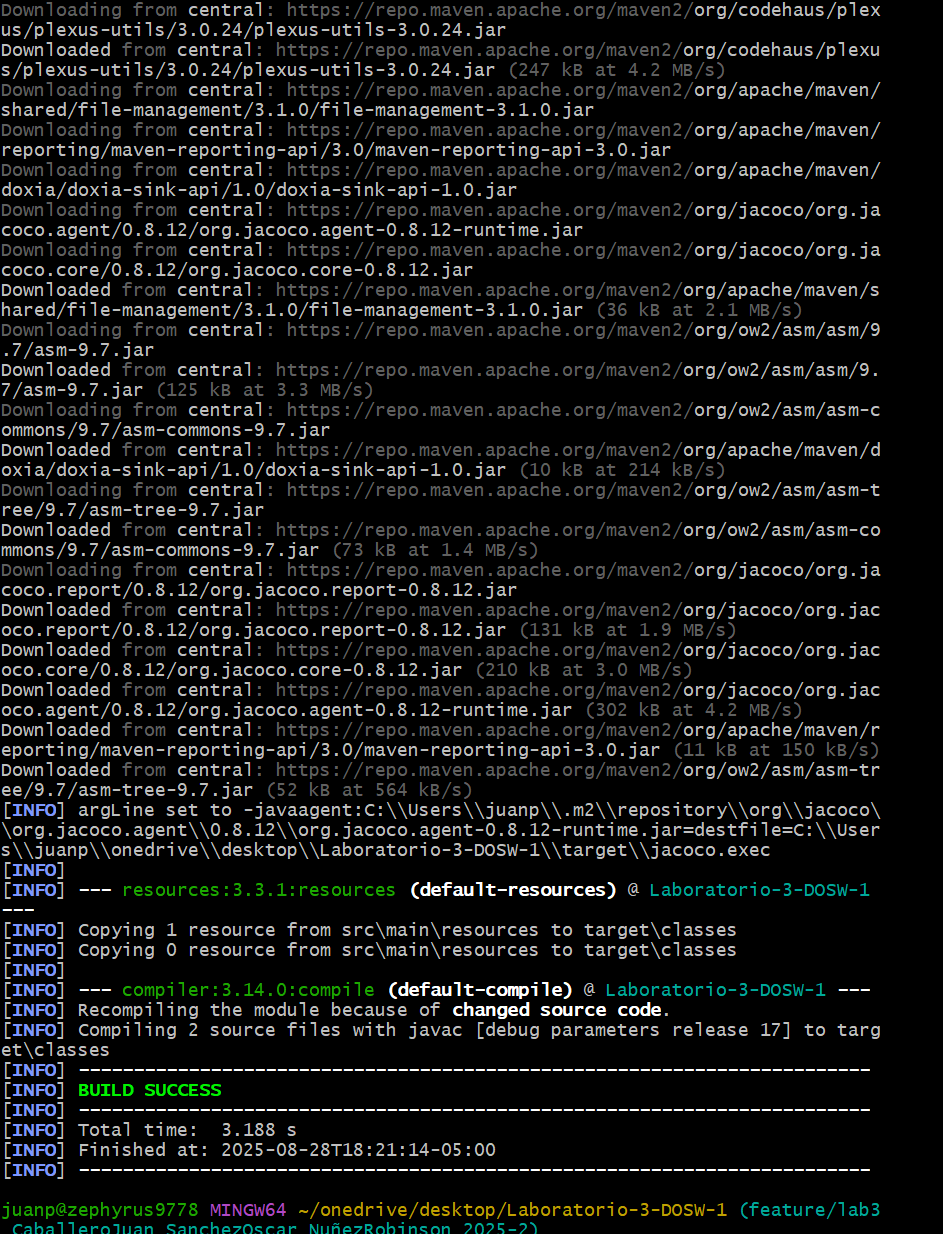 Downloading from central: https://repo.maven.apache.org/maven2/org/codehaus/plex
us/plexus-utils/3.0.24/plexus-utils-3.0.24.jar
Downloaded from central: https://repo.maven.apache.org/maven2/org/codehaus/plexu
s/plexus-utils/3.0.24/plexus-utils-3.0.24.jar (247 kB at 4.2 MB/s)
Downloading from central: https://repo.maven.apache.org/maven2/org/apache/maven/
shared/file-management/3.1.0/file-management-3.1.0.jar
Downloading from central: https://repo.maven.apache.org/maven2/org/apache/maven/
reporting/maven-reporting-api/3.0/maven-reporting-api-3.0.jar
Downloading from central: https://repo.maven.apache.org/maven2/org/apache/maven/
doxia/doxia-sink-api/1.0/doxia-sink-api-1.0.jar
Downloading from central: https://repo.maven.apache.org/maven2/org/jacoco/org.ja
coco.agent/0.8.12/org.jacoco.agent-0.8.12-runtime.jar
Downloading from central: https://repo.maven.apache.org/maven2/org/jacoco/org.ja
coco.core/0.8.12/org.jacoco.core-0.8.12.jar
Downloaded from central: https://repo.maven.apache.org/maven2/org/apache/maven/s
hared/file-management/3.1.0/file-management-3.1.0.jar (36 kB at 2.1 MB/s)
Downloading from central: https://repo.maven.apache.org/maven2/org/ow2/asm/asm/9
.7/asm-9.7.jar
Downloaded from central: https://repo.maven.apache.org/maven2/org/ow2/asm/asm/9.
7/asm-9.7.jar (125 kB at 3.3 MB/s)
Downloading from central: https://repo.maven.apache.org/maven2/org/ow2/asm/asm-c
ommons/9.7/asm-commons-9.7.jar
Downloaded from central: https://repo.maven.apache.org/maven2/org/apache/maven/d
oxia/doxia-sink-api/1.0/doxia-sink-api-1.0.jar (10 kB at 214 kB/s)
Downloading from central: https://repo.maven.apache.org/maven2/org/ow2/asm/asm-t
ree/9.7/asm-tree-9.7.jar
Downloaded from central: https://repo.maven.apache.org/maven2/org/ow2/asm/asm-co
mmons/9.7/asm-commons-9.7.jar (73 kB at 1.4 MB/s)
Downloading from central: https://repo.maven.apache.org/maven2/org/jacoco/org.ja
coco.report/0.8.12/org.jacoco.report-0.8.12.jar
Downloaded from central: https://repo.maven.apache.org/maven2/org/jacoco/org.jac
oco.report/0.8.12/org.jacoco.report-0.8.12.jar (131 kB at 1.9 MB/s)
Downloaded from central: https://repo.maven.apache.org/maven2/org/jacoco/org.jac
oco.core/0.8.12/org.jacoco.core-0.8.12.jar (210 kB at 3.0 MB/s)
Downloaded from central: https://repo.maven.apache.org/maven2/org/jacoco/org.jac
oco.agent/0.8.12/org.jacoco.agent-0.8.12-runtime.jar (302 kB at 4.2 MB/s)
Downloaded from central: https://repo.maven.apache.org/maven2/org/apache/maven/r
eporting/maven-reporting-api/3.0/maven-reporting-api-3.0.jar (11 kB at 150 kB/s)
Downloaded from central: https://repo.maven.apache.org/maven2/org/ow2/asm/asm-tr
ee/9.7/asm-tree-9.7.jar (52 kB at 564 kB/s)
[INFO] argLine set to -javaagent:C:\\Users\\juanp\\.m2\\repository\\org\\jacoco\
\org.jacoco.agent\\0.8.12\\org.jacoco.agent-0.8.12-runtime.jar=destfile=C:\\User
s\\juanp\\onedrive\\desktop\\Laboratorio-3-DOSW-1\\target\\jacoco.exec
[INFO]
[INFO] --- resources:3.3.1:resources (default-resources) @ Laboratorio-3-DOSW-1
---
[INFO] Copying 1 resource from src\main\resources to target\classes
[INFO] Copying 0 resource from src\main\resources to target\classes
[INFO]
[INFO] --- compiler:3.14.0:compile (default-compile) @ Laboratorio-3-DOSW-1 ---
[INFO] Recompiling the module because of changed source code.
[INFO] Compiling 2 source files with javac [debug parameters release 17] to targ
et\classes
[INFO] ------------------------------------------------------------------------
[INFO] BUILD SUCCESS
[INFO] ------------------------------------------------------------------------
[INFO] Total time:  3.188 s
[INFO] Finished at: 2025-08-28T18:21:14-05:00
[INFO] ------------------------------------------------------------------------
juanp@zephyrus9778 MINGW64 ~/onedrive/desktop/Laboratorio-3-DOSW-1 (feature/lab3
_CaballeroJuan_SanchezOscar_NuñezRobinson_2025-2)